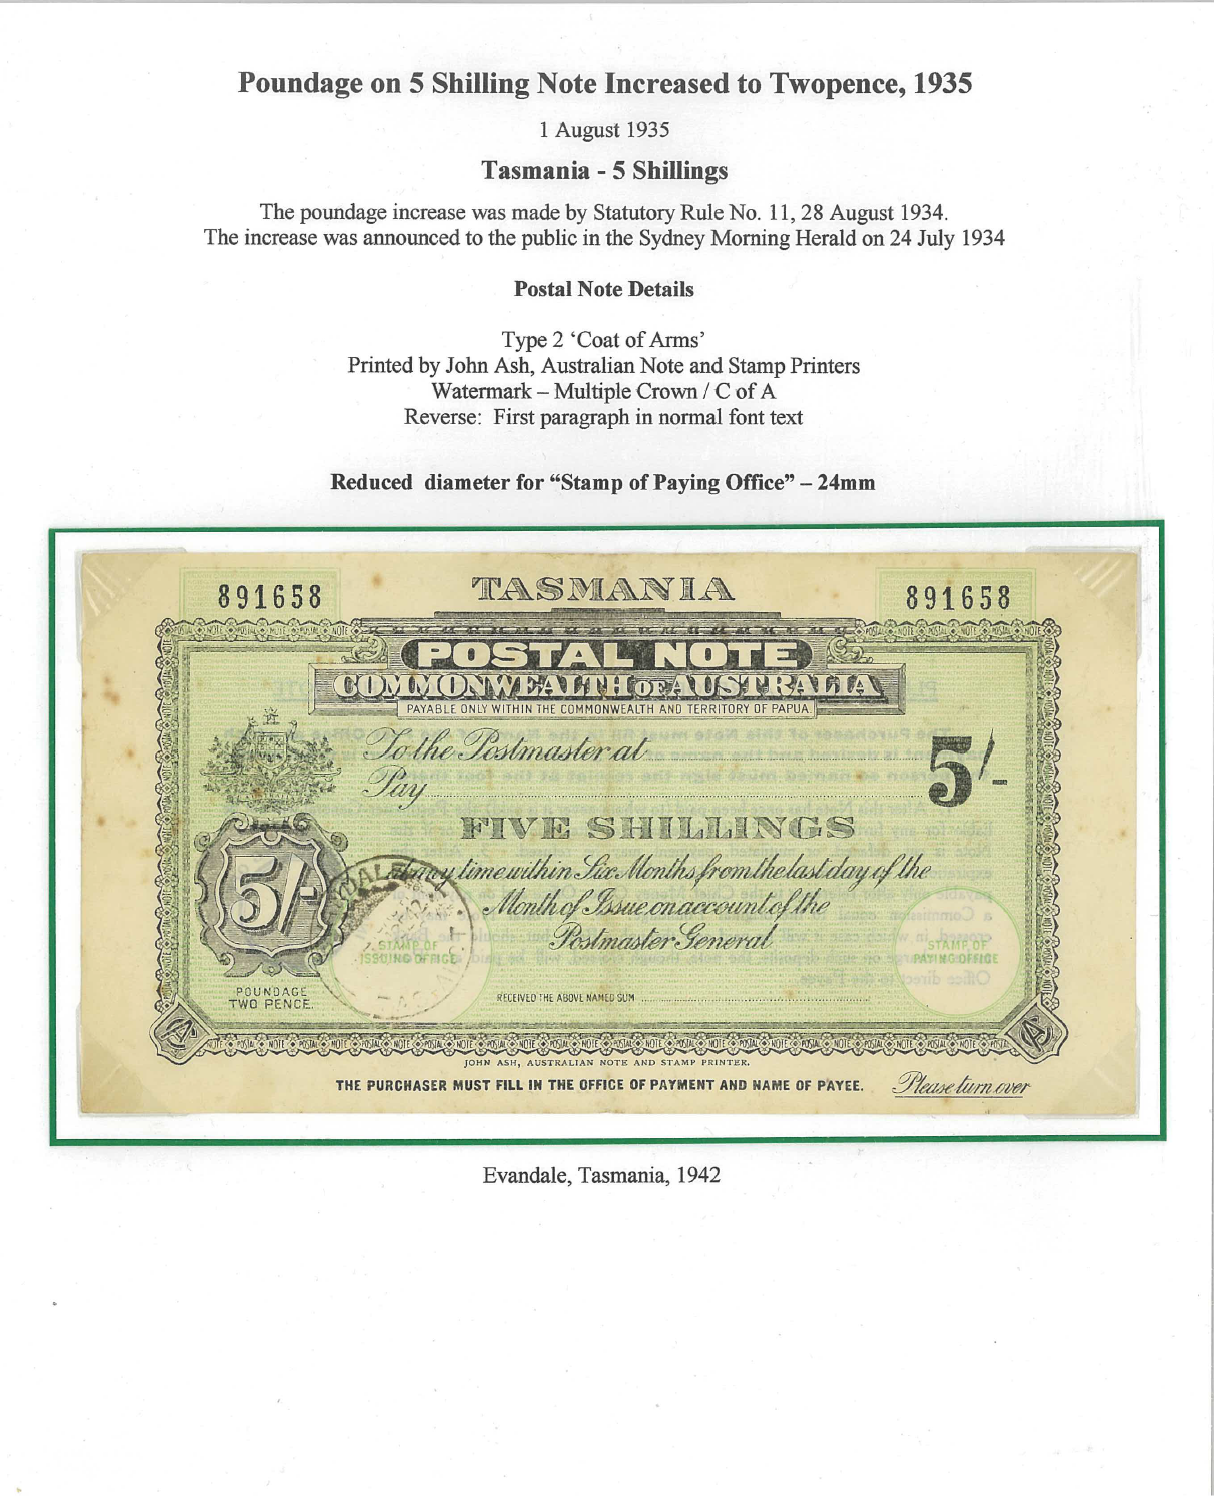 Poundage on 5 Shilling Note Increased to Twopence, 1935
1 August 1935
Tasmania - 5 Shillings
The poundage increase was made by Statutory Rule No. 11, 28 August 1934.
The increase was announced to the public in the Sydney Morning Herald on 24 July 1934
Postal Note Details
Type 2 ‘Coat of Arms’
Printed by John Ash, Australian Note and Stamp Printers
Watermark – Multiple Crown / C of A
Reverse:  First paragraph in normal font text
Reduced  diameter for “Stamp of Paying Office” – 24mm
891658
TASMANIA
891658
POSTAL NOTE
COMMONWEALTH OF AUSTRALIA
PAYABLE ONLY WITHIN THE COMMONWEALTH AND TERRITORY OF PAPUA.
To the Postmaster at
5/-
Pay
FIVE SHILLINGS
5/-
at any time within Six Months from the last day of the
Month of Issue on account of the
Postmaster General
STAMP OF
ISSUING OFFICE
STAMP OF
PAYING OFFICE
POUNDAGE
TWO PENCE.
RECEIVED THE ABOVE NAMED SUM
JOHN ASH, AUSTRALIAN NOTE AND STAMP PRINTER.
THE PURCHASER MUST FILL IN THE OFFICE OF PAYMENT AND NAME OF PAYEE.
Please turn over
Evandale, Tasmania, 1942